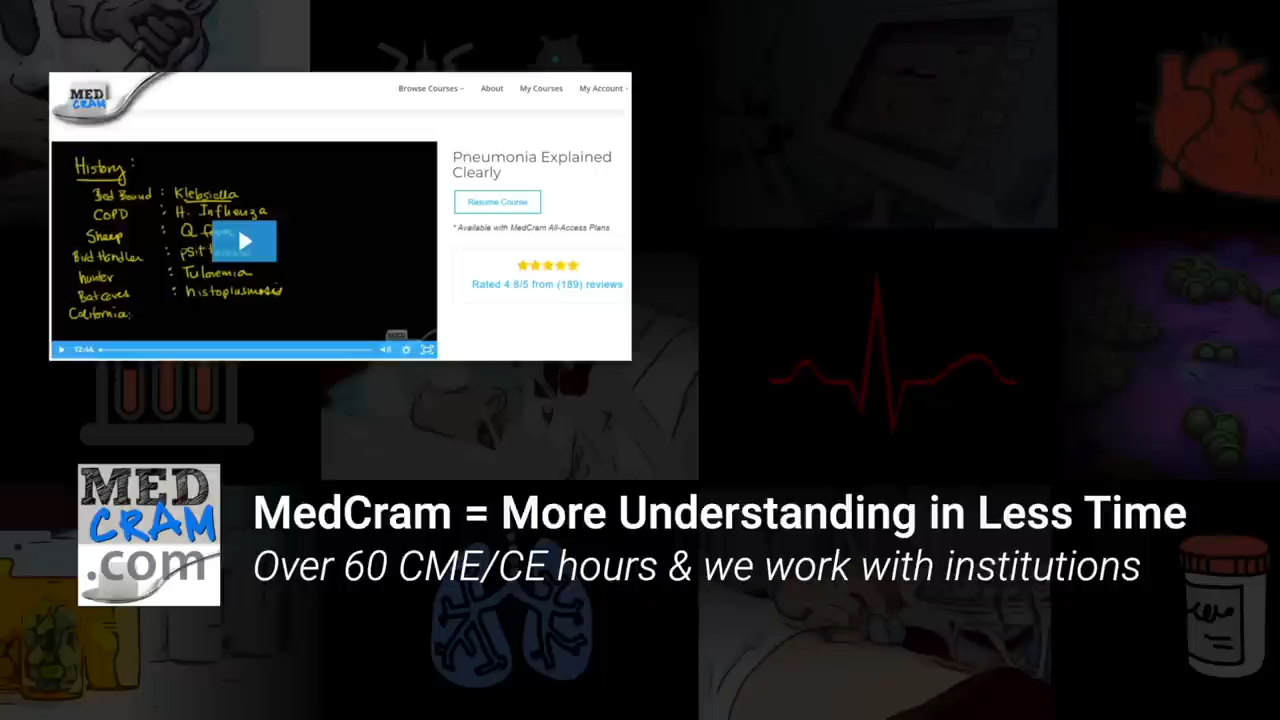 MED CRAM
Browse Courses
About
My Courses
My Account
History:
Bed Bound : Klebsiella
COPD : H. Influenza
Sheep : Q
Bird Handler :
hunter : Tularemia
Bat caves : histoplasmosis
California:
12:44
Pneumonia Explained
Clearly
Resume Course
* Available with MedCram All-Access Plans
Rated 4.8/5 from (189) reviews
MED
CRAM
.com
MedCram = More Understanding in Less Time
Over 60 CME/CE hours & we work with institutions